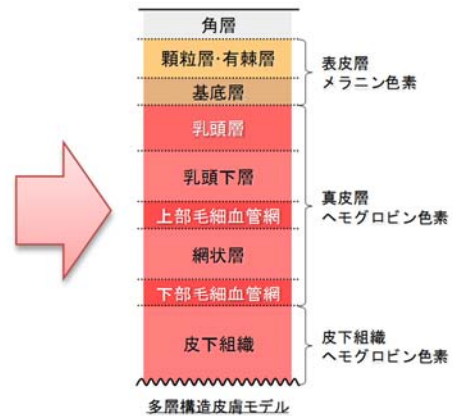 角層
顆粒層･有棘層
基底層
乳頭層
乳頭下層
上部毛細血管網
網状層
下部毛細血管網
皮下組織
表皮層
メラニン色素
真皮層
ヘモグロビン色素
皮下組織
ヘモグロビン色素
多層構造皮膚モデル